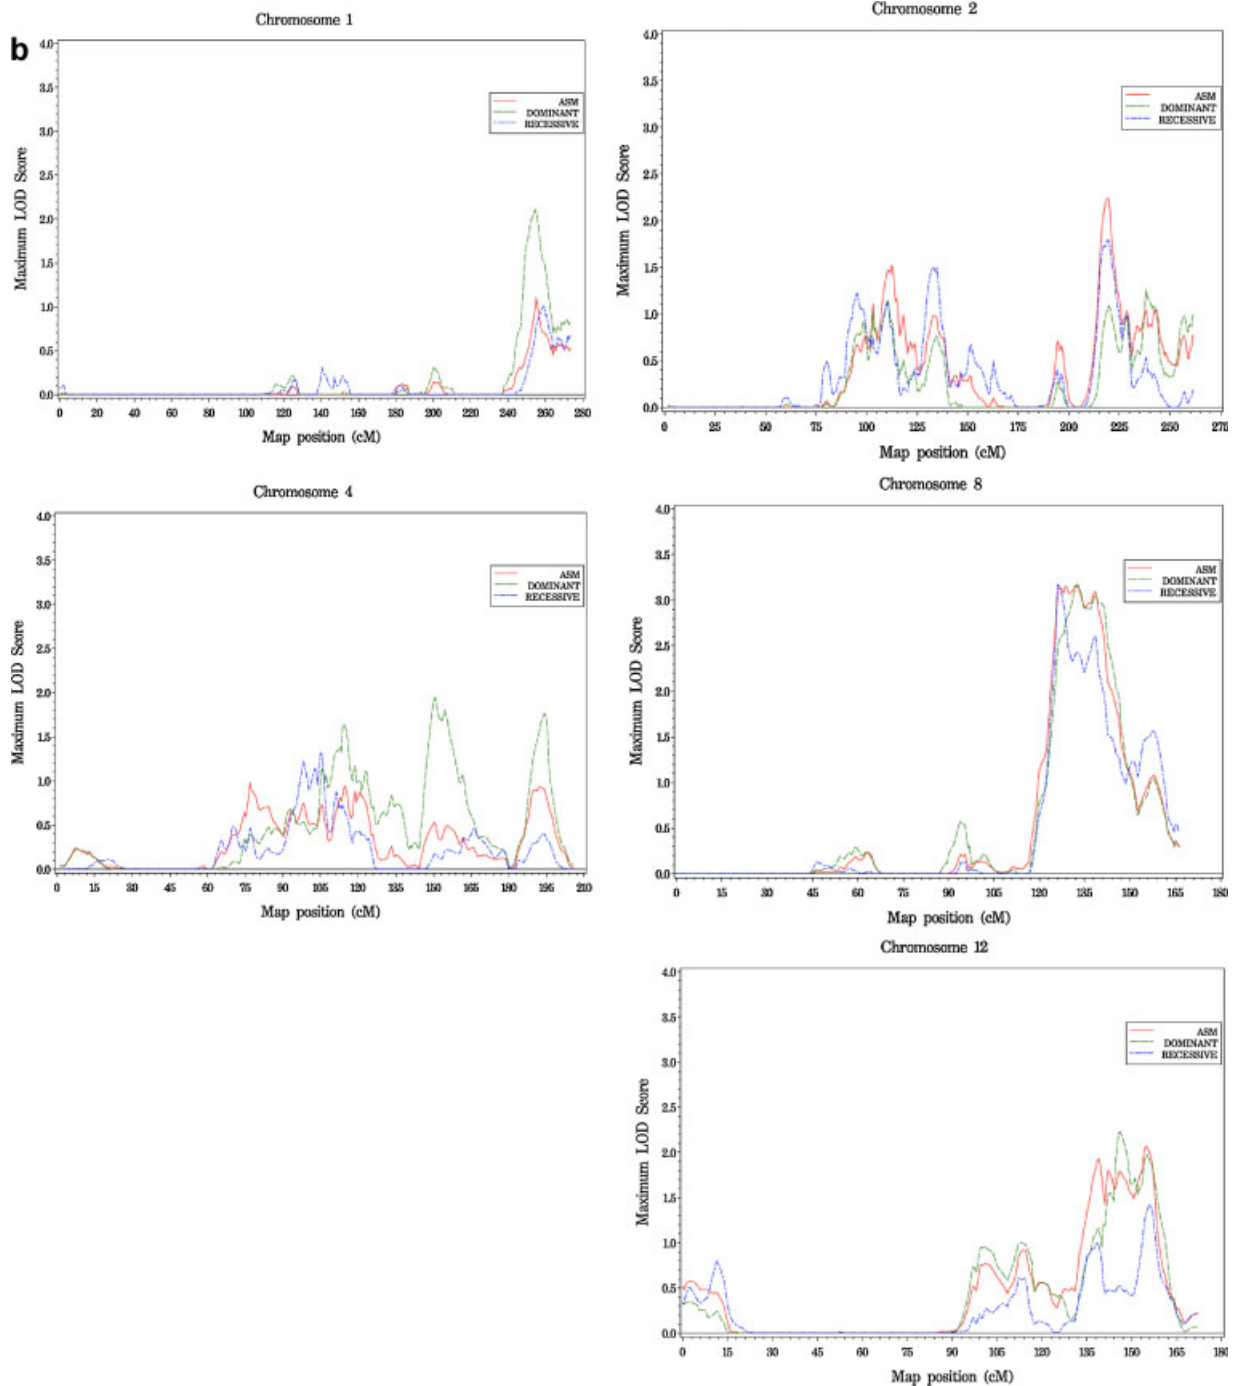 b
Chromosome 1
Maximum LOD Score
4.0
3.5
3.0
2.5
2.0
1.5
1.0
0.5
0.0
ASM
DOMINANT
RECESSIVE
0 20 40 60 80 100 120 140 160 180 200 220 240 260 280
Map position (cM)
Chromosome 2
Maximum LOD Score
4.0
3.5
3.0
2.5
2.0
1.5
1.0
0.5
0.0
ASM
DOMINANT
RECESSIVE
0 25 50 75 100 125 150 175 200 225 250 275
Map position (cM)
Chromosome 4
Maximum LOD Score
4.0
3.5
3.0
2.5
2.0
1.5
1.0
0.5
0.0
ASM
DOMINANT
RECESSIVE
0 15 30 45 60 75 90 105 120 135 150 165 180 195 210
Map position (cM)
Chromosome 8
Maximum LOD Score
4.0
3.5
3.0
2.5
2.0
1.5
1.0
0.5
0.0
ASM
DOMINANT
RECESSIVE
0 15 30 45 60 75 90 105 120 135 150 165 180
Map position (cM)
Chromosome 12
Maximum LOD Score
4.0
3.5
3.0
2.5
2.0
1.5
1.0
0.5
0.0
ASM
DOMINANT
RECESSIVE
0 15 30 45 60 75 90 105 120 135 150 165 180
Map position (cM)